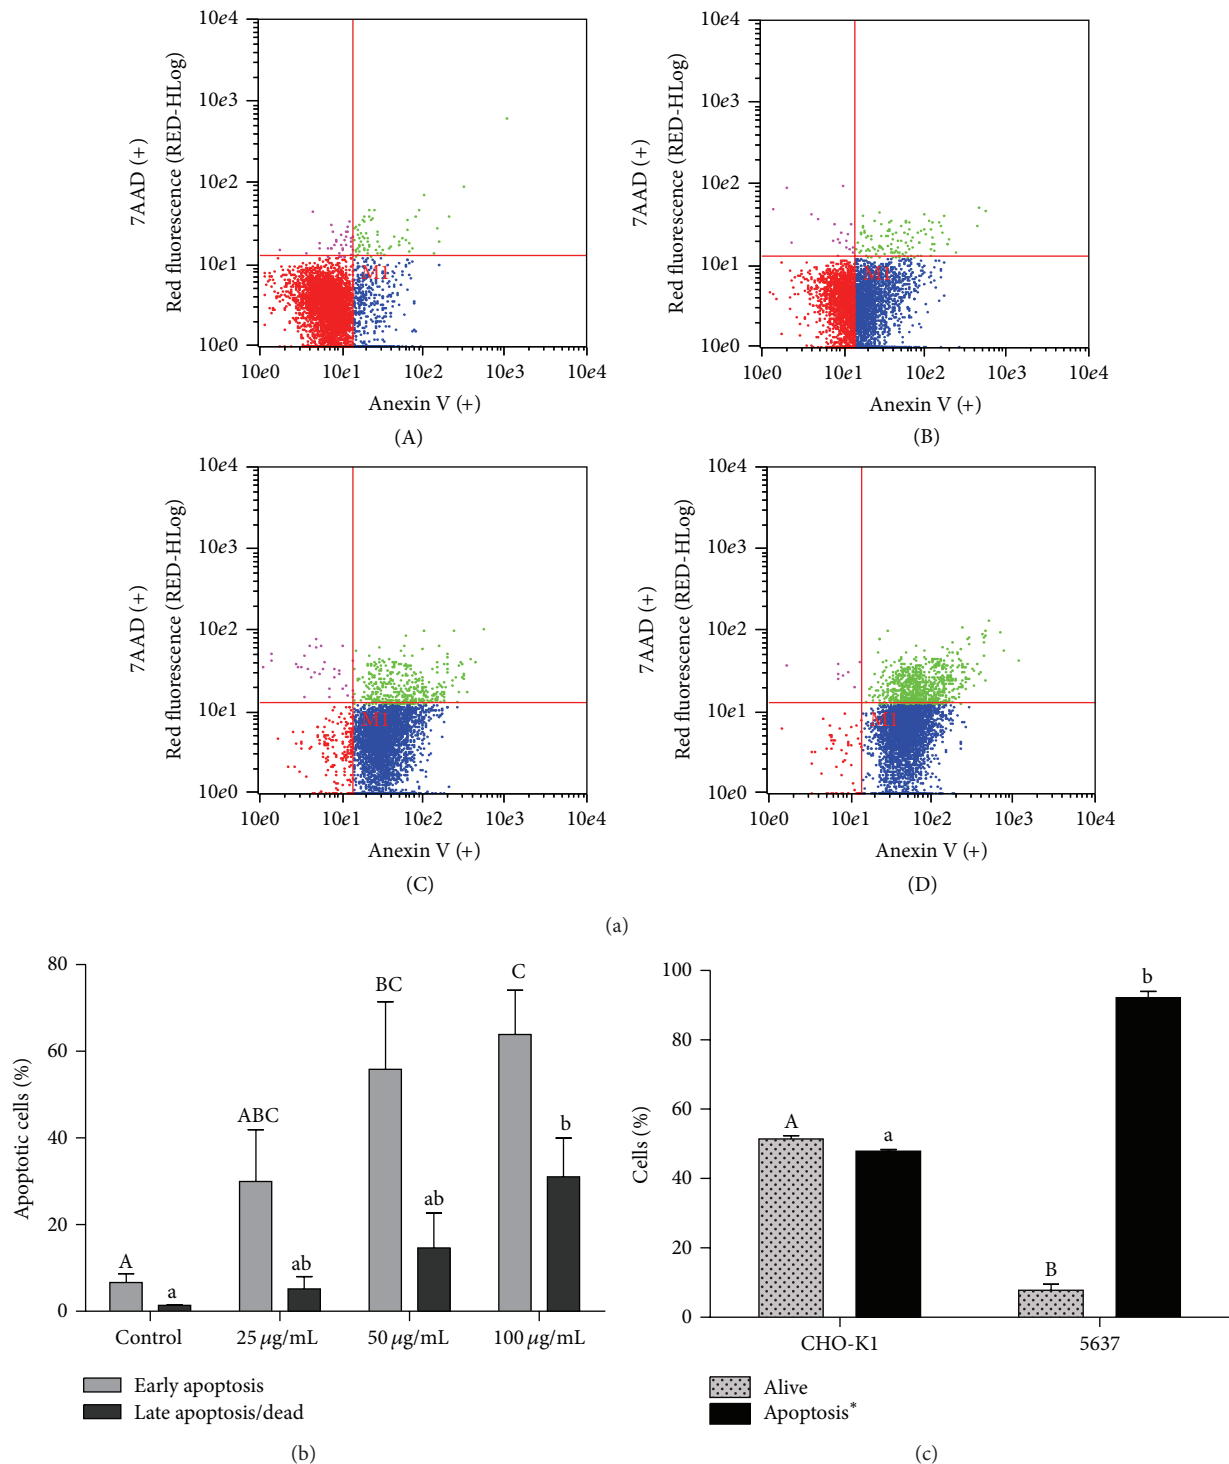 10e4
10e3
10e2
10e1
10e0
7AAD (+)
Red fluorescence (RED-HLog)
M1
10e0 10e1 10e2 10e3 10e4
Anexin V (+)
(A)
10e4
10e3
10e2
10e1
10e0
7AAD (+)
Red fluorescence (RED-HLog)
M1
10e0 10e1 10e2 10e3 10e4
Anexin V (+)
(B)
10e4
10e3
10e2
10e1
10e0
7AAD (+)
Red fluorescence (RED-HLog)
M1
10e0 10e1 10e2 10e3 10e4
Anexin V (+)
(C)
10e4
10e3
10e2
10e1
10e0
7AAD (+)
Red fluorescence (RED-HLog)
M1
10e0 10e1 10e2 10e3 10e4
Anexin V (+)
(D)
(a)
80
60
40
20
0
Apoptotic cells (%)
A
a
ABC
ab
BC
ab
C
b
Control 25 μg/mL 50 μg/mL 100 μg/mL
Early apoptosis
Late apoptosis/dead
(b)
100
80
60
40
20
0
Cells (%)
A
a
B
b
CHO-K1 5637
Alive
Apoptosis*
(c)